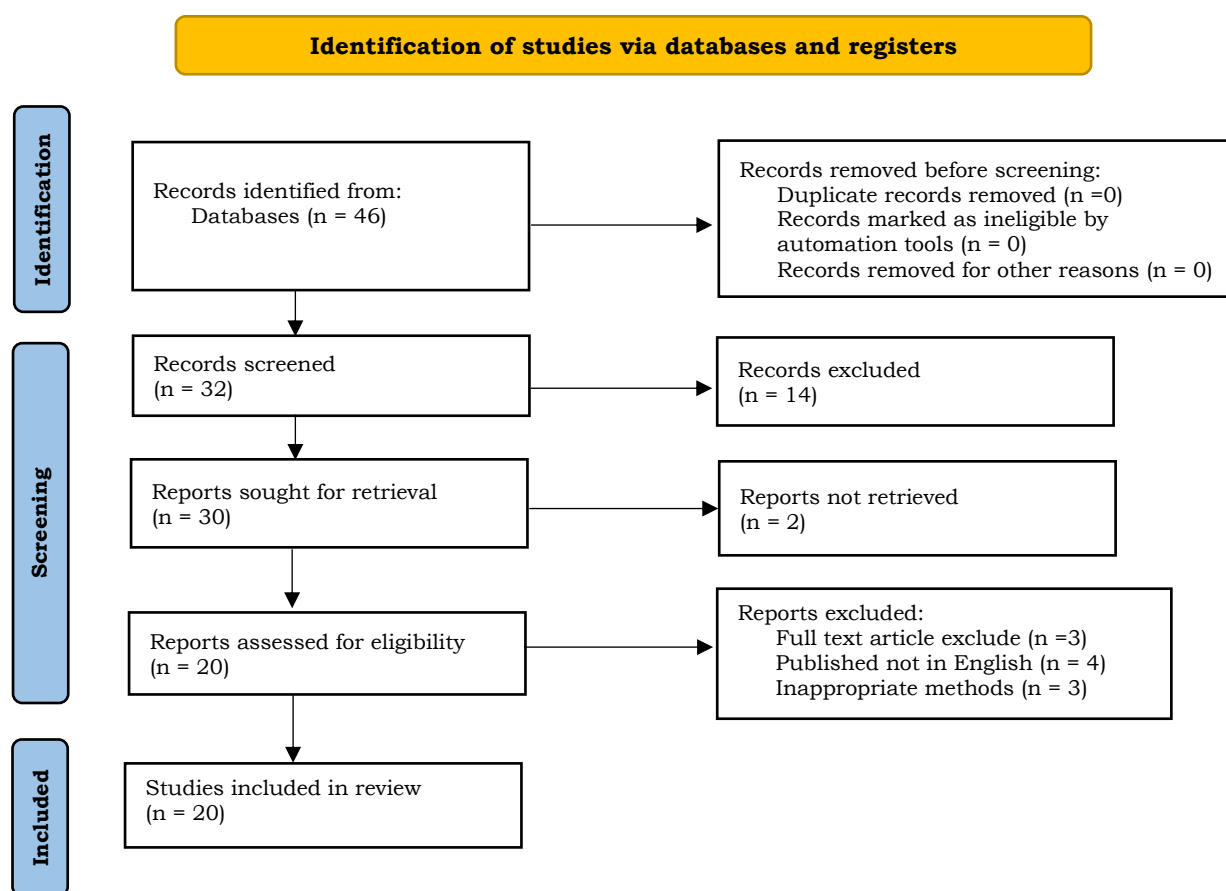 Identification of studies via databases and registers
Identification
Records identified from:
Databases (n = 46)
Records removed before screening:
Duplicate records removed (n =0)
Records marked as ineligible by
automation tools (n = 0)
Records removed for other reasons (n = 0)
Screening
Records screened
(n = 32)
Records excluded
(n = 14)
Reports sought for retrieval
(n = 30)
Reports not retrieved
(n = 2)
Reports assessed for eligibility
(n = 20)
Reports excluded:
Full text article exclude (n =3)
Published not in English (n = 4)
Inappropriate methods (n = 3)
Included
Studies included in review
(n = 20)